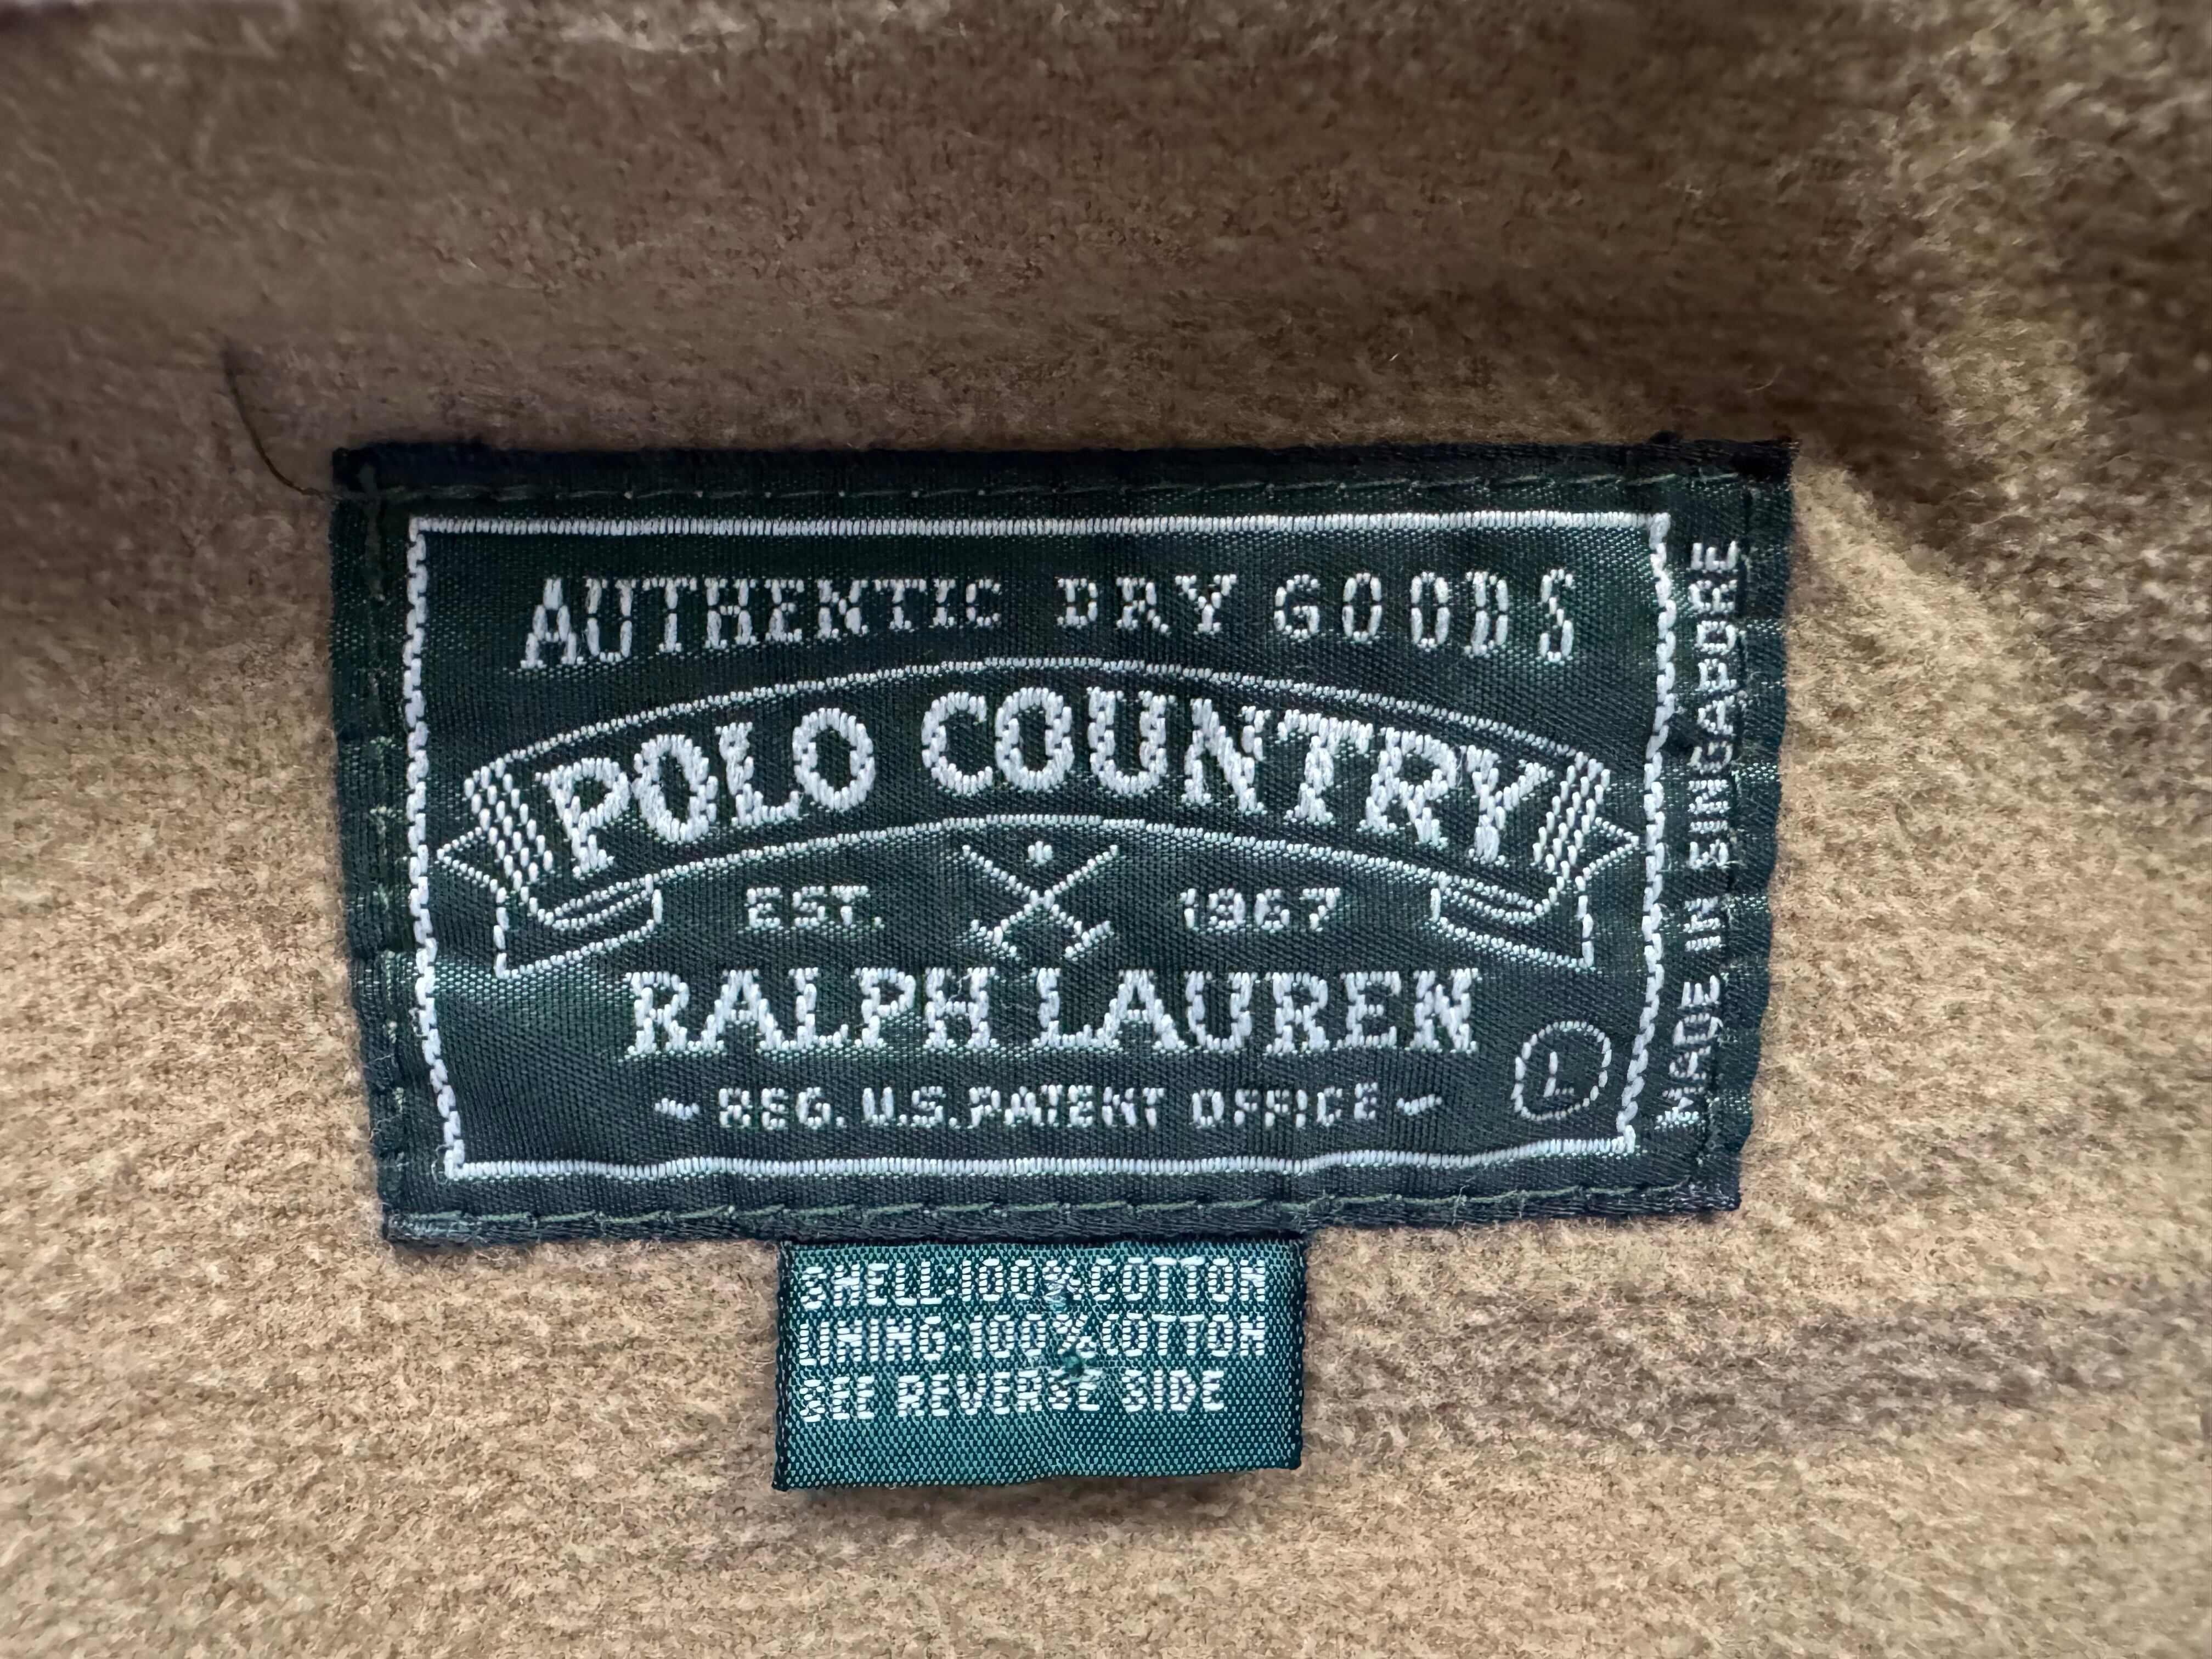 AUTHENTIC DRY GOODS
POLO COUNTRY
EST. 1967
RALPH LAUREN
- REG. U.S. PATENT OFFICE -
L
MADE IN SINGAPORE
SHELL:100%COTTON
LINING:100%COTTON
SEE REVERSE SIDE